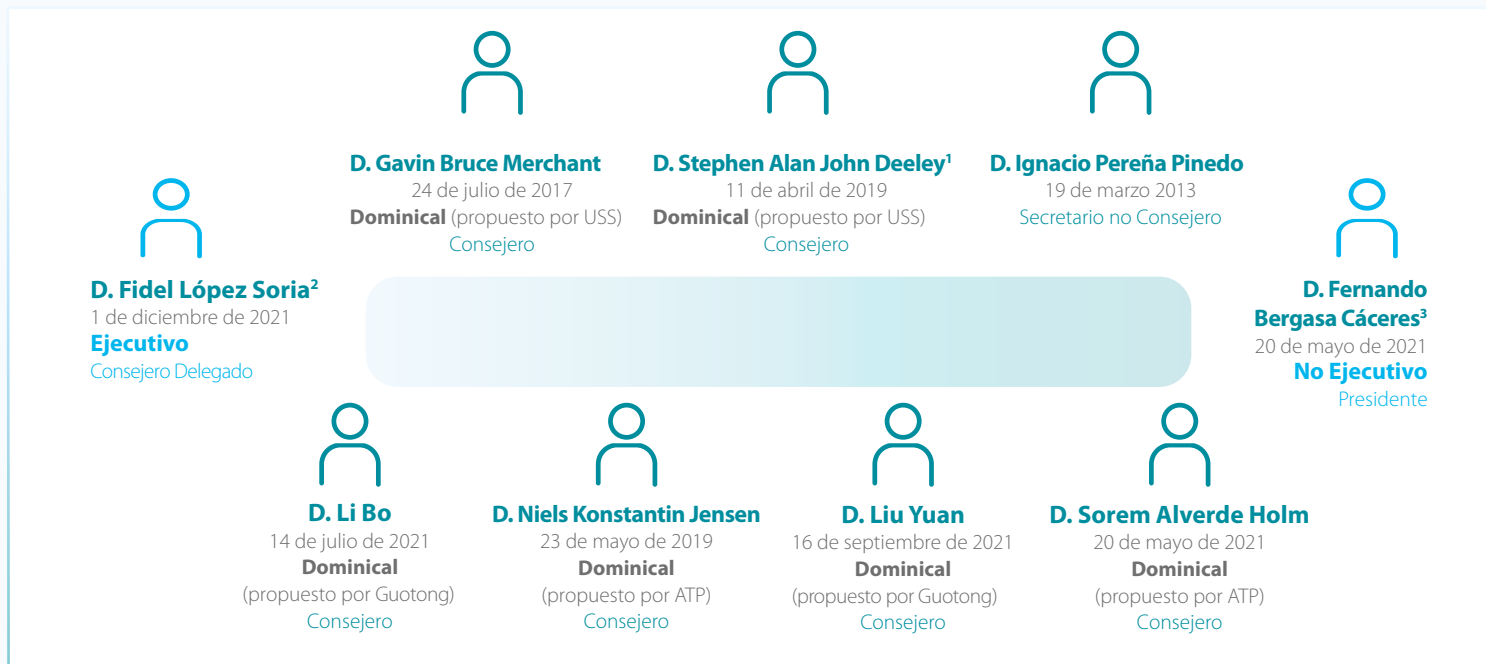 D. Gavin Bruce Merchant
24 de julio de 2017
Dominical (propuesto por USS)
Consejero
D. Stephen Alan John Deeley¹
11 de abril de 2019
Dominical (propuesto por USS)
Consejero
D. Ignacio Pereña Pinedo
19 de marzo 2013
Secretario no Consejero
D. Fidel López Soria²
1 de diciembre de 2021
Ejecutivo
Consejero Delegado
D. Fernando
Bergasa Cáceres³
20 de mayo de 2021
No Ejecutivo
Presidente
D. Li Bo
14 de julio de 2021
Dominical
(propuesto por Guotong)
Consejero
D. Niels Konstantin Jensen
23 de mayo de 2019
Dominical
(propuesto por ATP)
Consejero
D. Liu Yuan
16 de septiembre de 2021
Dominical
(propuesto por Guotong)
Consejero
D. Sorem Alverde Holm
20 de mayo de 2021
Dominical
(propuesto por ATP)
Consejero